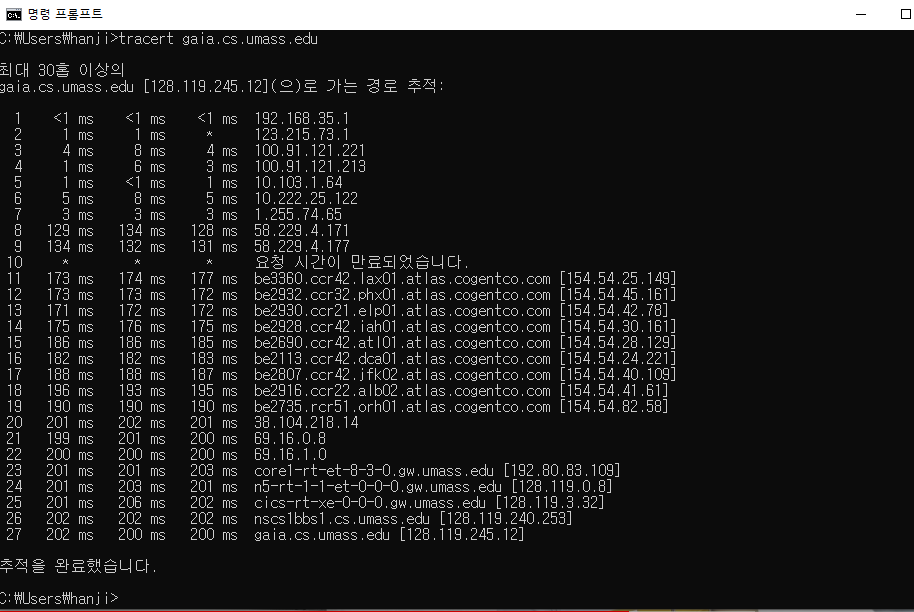 명령 프롬프트
C:\Users\hanji>tracert gaia.cs.umass.edu
최대 30홉 이상의
gaia.cs.umass.edu [128.119.245.12](으)로 가는 경로 추적:
1 <1 ms <1 ms <1 ms 192.168.35.1
2 1 ms 1 ms * 123.215.73.1
3 4 ms 8 ms 4 ms 100.91.121.221
4 1 ms 6 ms 3 ms 100.91.121.213
5 1 ms <1 ms 1 ms 10.103.1.64
6 5 ms 8 ms 5 ms 10.222.25.122
7 3 ms 3 ms 3 ms 1.255.74.65
8 129 ms 134 ms 128 ms 58.229.4.171
9 134 ms 132 ms 131 ms 58.229.4.177
10 * * * 요청 시간이 만료되었습니다.
11 173 ms 174 ms 177 ms be3360.ccr42.lax01.atlas.cogentco.com [154.54.25.149]
12 173 ms 173 ms 172 ms be2932.ccr32.phx01.atlas.cogentco.com [154.54.45.161]
13 171 ms 172 ms 172 ms be2930.ccr21.elp01.atlas.cogentco.com [154.54.42.78]
14 175 ms 176 ms 175 ms be2928.ccr42.iah01.atlas.cogentco.com [154.54.30.161]
15 186 ms 186 ms 185 ms be2690.ccr42.atl01.atlas.cogentco.com [154.54.28.129]
16 182 ms 182 ms 183 ms be2113.ccr42.dca01.atlas.cogentco.com [154.54.24.221]
17 188 ms 188 ms 187 ms be2807.ccr42.jfk02.atlas.cogentco.com [154.54.40.109]
18 196 ms 193 ms 195 ms be2916.ccr22.alb02.atlas.cogentco.com [154.54.41.61]
19 190 ms 190 ms 190 ms be2735.rcr51.orh01.atlas.cogentco.com [154.54.82.58]
20 201 ms 202 ms 201 ms 38.104.218.14
21 199 ms 201 ms 200 ms 69.16.0.8
22 200 ms 200 ms 200 ms 69.16.1.0
23 201 ms 201 ms 203 ms core1-rt-et-8-3-0.gw.umass.edu [192.80.83.109]
24 201 ms 203 ms 201 ms n5-rt-1-1-et-0-0-0.gw.umass.edu [128.119.0.8]
25 201 ms 206 ms 202 ms cics-rt-xe-0-0-0.gw.umass.edu [128.119.3.32]
26 202 ms 202 ms 202 ms nscs1bbs1.cs.umass.edu [128.119.240.253]
27 202 ms 200 ms 200 ms gaia.cs.umass.edu [128.119.245.12]
추적을 완료했습니다.
C:\Users\hanji>